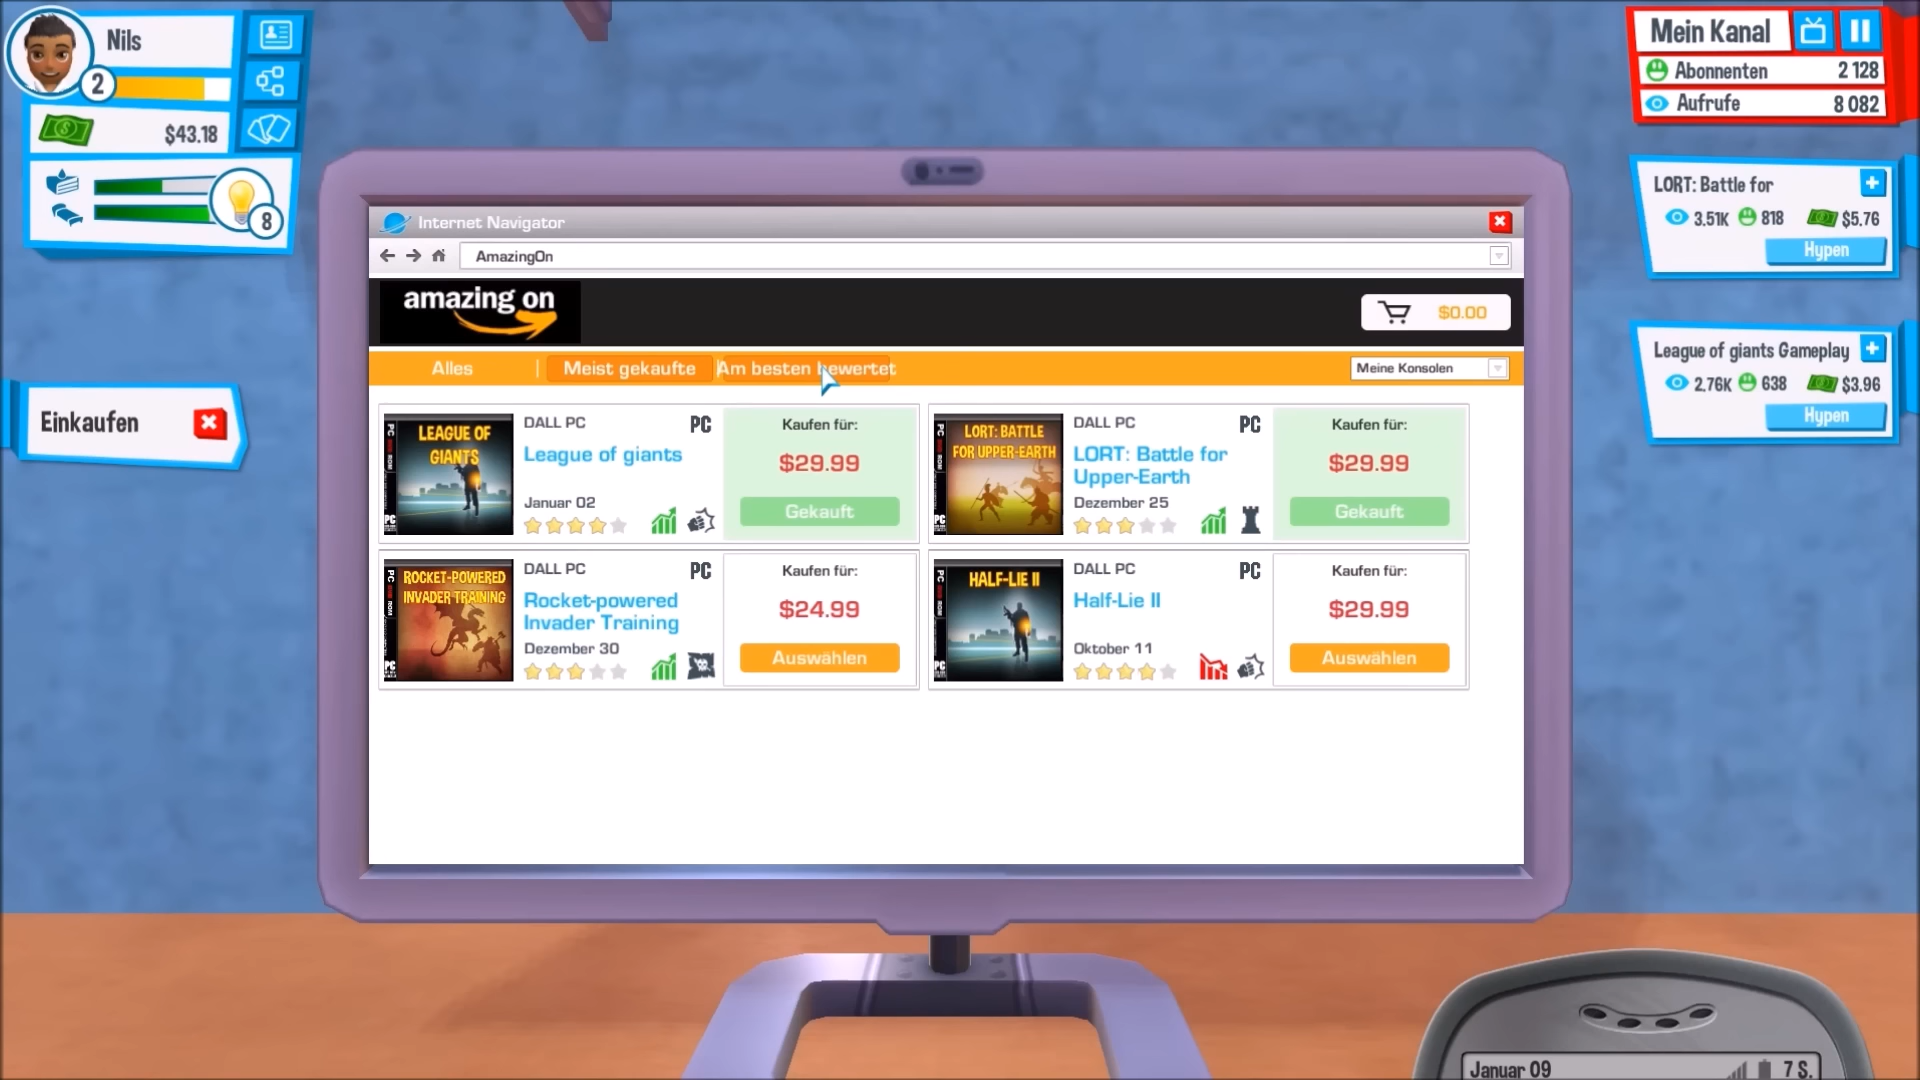 Nils
2
$43.18
8
Einkaufen
Mein Kanal
Abonnenten 2 128
Aufrufe 8 082
LORT: Battle for
3.51K 818 $5.76
Hypen
League of giants Gameplay
2.76K 638 $3.96
Hypen
Internet Navigator
AmazingOn
amazing on
$0.00
Alles | Meist gekaufte | Am besten bewertet
Meine Konsolen
LEAGUE OF
GIANTS
DALL PC
PC
League of giants
Januar 02
Kaufen für:
$29.99
Gekauft
LORT: BATTLE
FOR UPPER-EARTH
DALL PC
PC
LORT: Battle for
Upper-Earth
Dezember 25
Kaufen für:
$29.99
Gekauft
ROCKET-POWERED
INVADER TRAINING
DALL PC
PC
Rocket-powered
Invader Training
Dezember 30
Kaufen für:
$24.99
Auswählen
HALF-LIE II
DALL PC
PC
Half-Lie II
Oktober 11
Kaufen für:
$29.99
Auswählen
Januar 09
7 S.